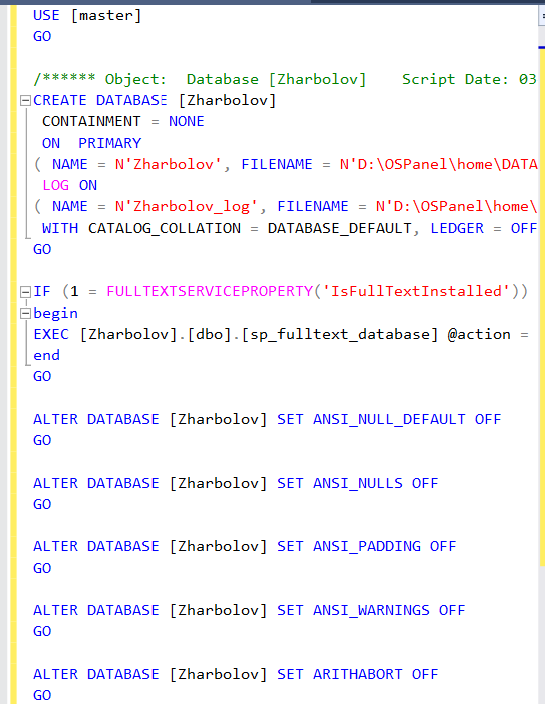 USE [master]
GO
/****** Object:  Database [Zharbolov]    Script Date: 03
CREATE DATABASE [Zharbolov]
 CONTAINMENT = NONE
 ON  PRIMARY
( NAME = N'Zharbolov', FILENAME = N'D:\OSPanel\home\DATA
 LOG ON
( NAME = N'Zharbolov_log', FILENAME = N'D:\OSPanel\home\
 WITH CATALOG_COLLATION = DATABASE_DEFAULT, LEDGER = OFF
GO
IF (1 = FULLTEXTSERVICEPROPERTY('IsFullTextInstalled'))
begin
EXEC [Zharbolov].[dbo].[sp_fulltext_database] @action =
end
GO
ALTER DATABASE [Zharbolov] SET ANSI_NULL_DEFAULT OFF
GO
ALTER DATABASE [Zharbolov] SET ANSI_NULLS OFF
GO
ALTER DATABASE [Zharbolov] SET ANSI_PADDING OFF
GO
ALTER DATABASE [Zharbolov] SET ANSI_WARNINGS OFF
GO
ALTER DATABASE [Zharbolov] SET ARITHABORT OFF
GO